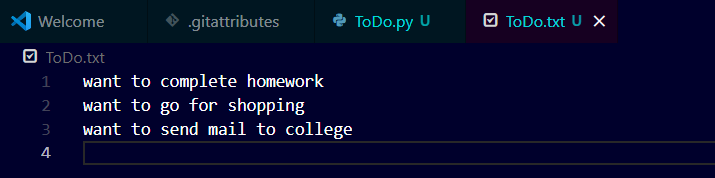 Welcome .gitattributes ToDo.py U ToDo.txt U
ToDo.txt
1 want to complete homework
2 want to go for shopping
3 want to send mail to college
4